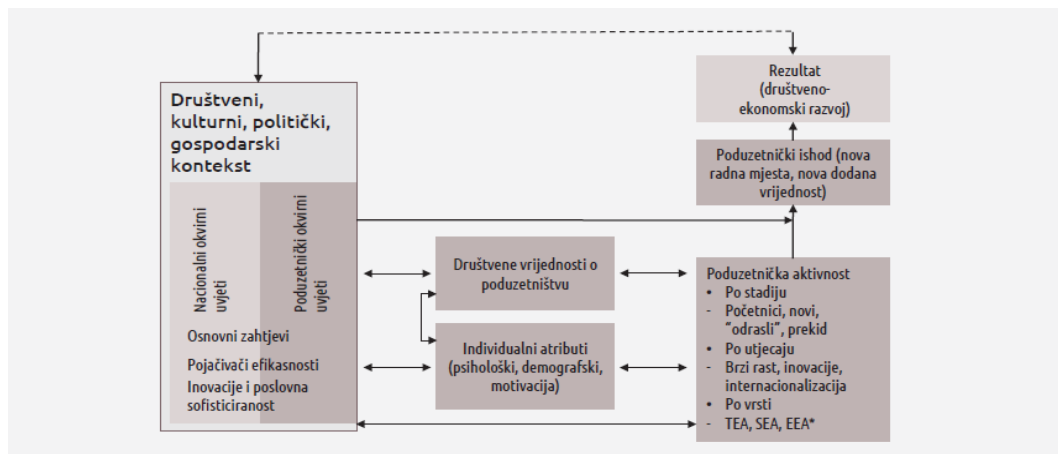 Društveni,
kulturni, politički,
gospodarski
kontekst
Nacionalni okvirni
uvjeti
Poduzetnički okvirni
uvjeti
Osnovni zahtjevi
Pojačivači efikasnosti
Inovacije i poslovna
sofisticiranost
Društvene vrijednosti o
poduzetništvu
Individualni atributi
(psihološki, demografski,
motivacija)
Rezultat
(društveno-
ekonomski razvoj)
Poduzetnički ishod (nova
radna mjesta, nova dodana
vrijednost)
Poduzetnička aktivnost
• Po stadiju
- Početnici, novi,
“odrasli”, prekid
• Po utjecaju
- Brzi rast, inovacije,
internacionalizacija
• Po vrsti
- TEA, SEA, EEA*